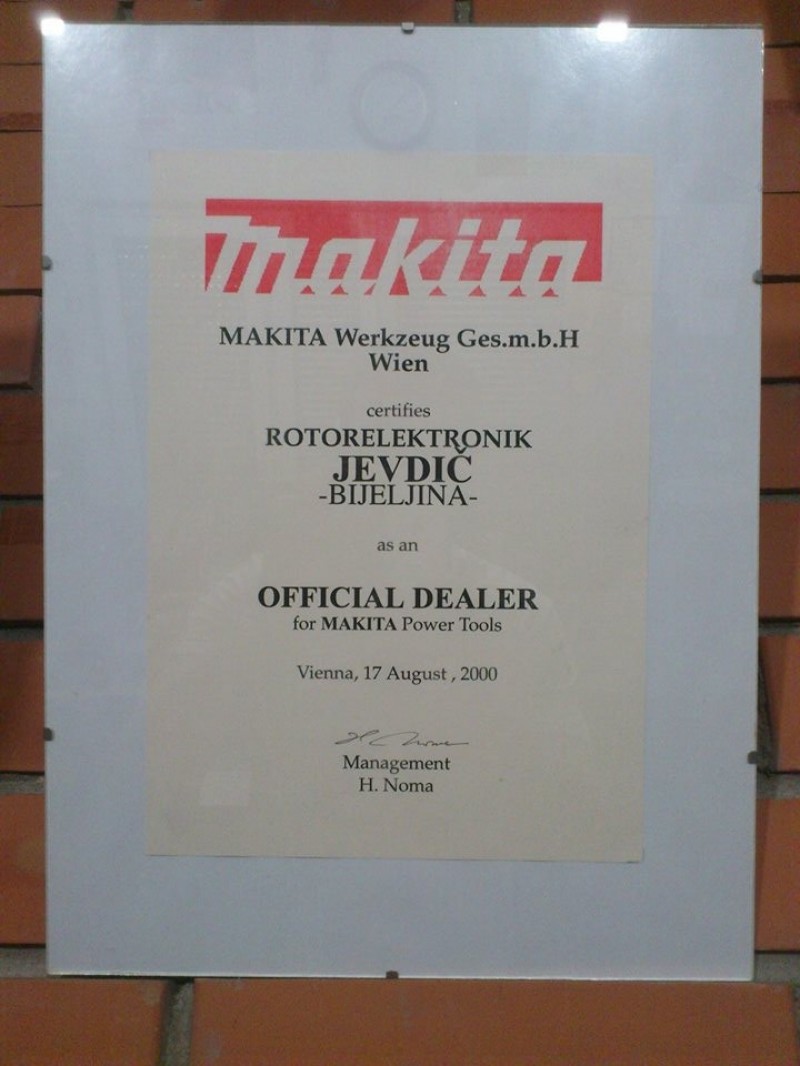 makita
MAKITA Werkzeug Ges.m.b.H
Wien
certifies
ROTORELEKTRONIK
JEVDIČ
-BIJELJINA-
as an
OFFICIAL DEALER
for MAKITA Power Tools
Vienna, 17 August , 2000
Management
H. Noma